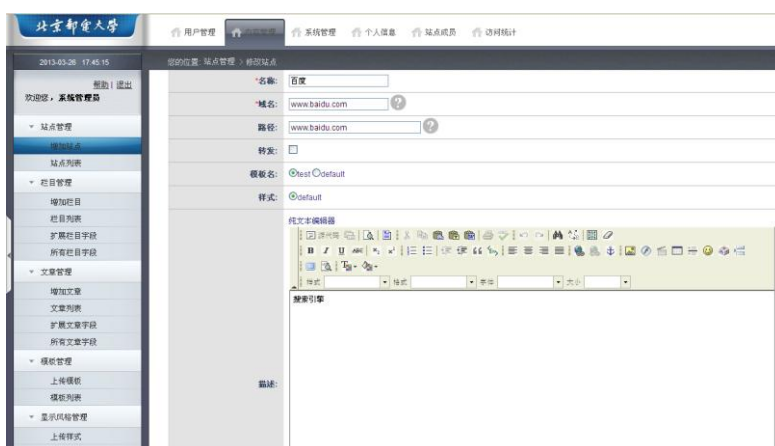 北京邮电大学
用户管理
系统管理 个人信息 站点成员 访问统计
2013-03-26 17:45:15
您的位置: 站点管理 > 修改站点
帮助 | 退出
欢迎您，系统管理员
站点管理
增加站点
站点列表
栏目管理
增加栏目
栏目列表
扩展栏目字段
所有栏目字段
文章管理
增加文章
文章列表
扩展文章字段
所有文章字段
模板管理
上传模板
模板列表
显示风格管理
上传样式
*名称: 百度
*域名: www.baidu.com
路径: www.baidu.com
转发:
模板名: test default
样式: default
纯文本编辑器
源代码
样式 格式 字体 大小
搜索引擎
描述: